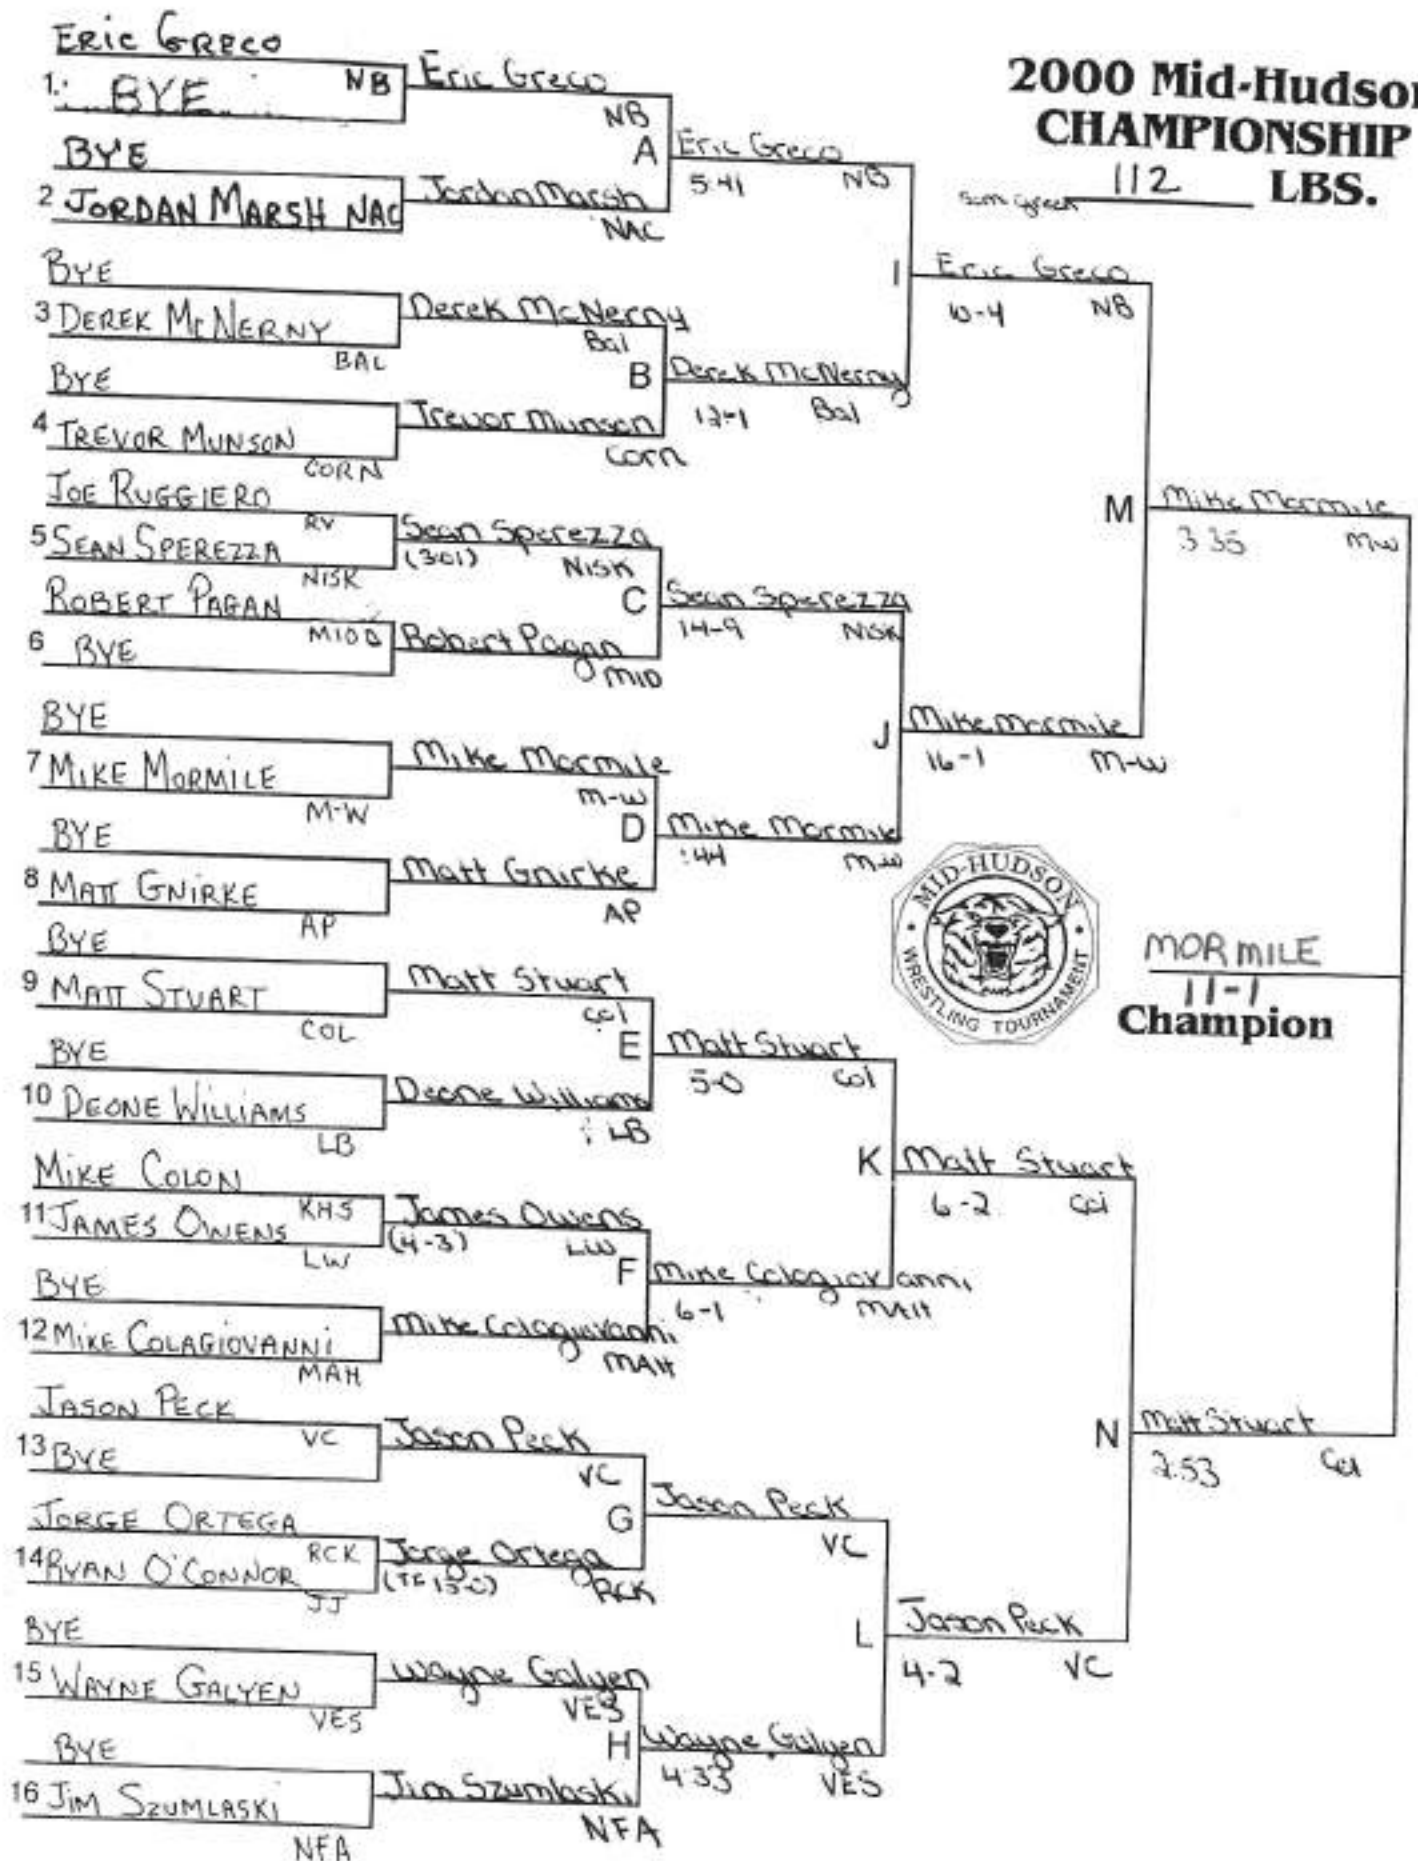 2000 Mid-Hudson
CHAMPIONSHIP
112 LBS.
ERIC GRECO
NB
1. BYE
BYE
2 JORDAN MARSH NAC
BYE
3 DEREK McNERNY
BAL
BYE
4 TREVOR MUNSON
CORN
JOE RUGGIERO
RV
5 SEAN SPEREZZA
NISK
ROBERT PAGAN
MIDD
6 BYE
BYE
7 MIKE MORMILE
M-W
BYE
8 MATT GNIRKE
AP
BYE
9 MATT STUART
COL
BYE
10 DEONE WILLIAMS
LB
MIKE COLON
KHS
11 JAMES OWENS
LW
BYE
12 MIKE COLAGIOVANNI
MAH
JASON PECK
VC
13 BYE
JORGE ORTEGA
RCK
14 RYAN O'CONNOR
JJ
BYE
15 WAYNE GALYEN
VES
BYE
16 JIM SZUMLASKI
NFA
Eric Greco
NB
A
Jordan Marsh
NAC
Derek McNerny
Bal
B
Trevor Munson
Corn
Sean Sperezza
(3:01) NISK
C
Robert Pagan
MID
Mike Mormile
M-W
D
Matt Gnirke
AP
Matt Stuart
Col
E
Deone Williams
LB
James Owens
(4-3) LW
F
Mike Colagiovanni
MAH
Jason Peck
VC
G
Jorge Ortega
(TF 15-0) RCK
Wayne Galyen
VES
H
Jim Szumlaski
NFA
Eric Greco
5:41 NB
I
Derek McNerny
12-1 Bal
Sean Sperezza
14-9 NISK
J
Mike Mormile
:44 M-W
Matt Stuart
5-0 Col
K
Mike Colagiovanni
6-1 MAH
Jason Peck
VC
L
Wayne Galyen
4:33 VES
Eric Greco
10-4 NB
M
Mike Mormile
16-1 M-W
Matt Stuart
6-2 Col
N
Jason Peck
4-2 VC
Mike Mormile
3:35 MW
Matt Stuart
2:53 Col
MID-HUDSON
WRESTLING TOURNAMENT
MORMILE
11-1
Champion